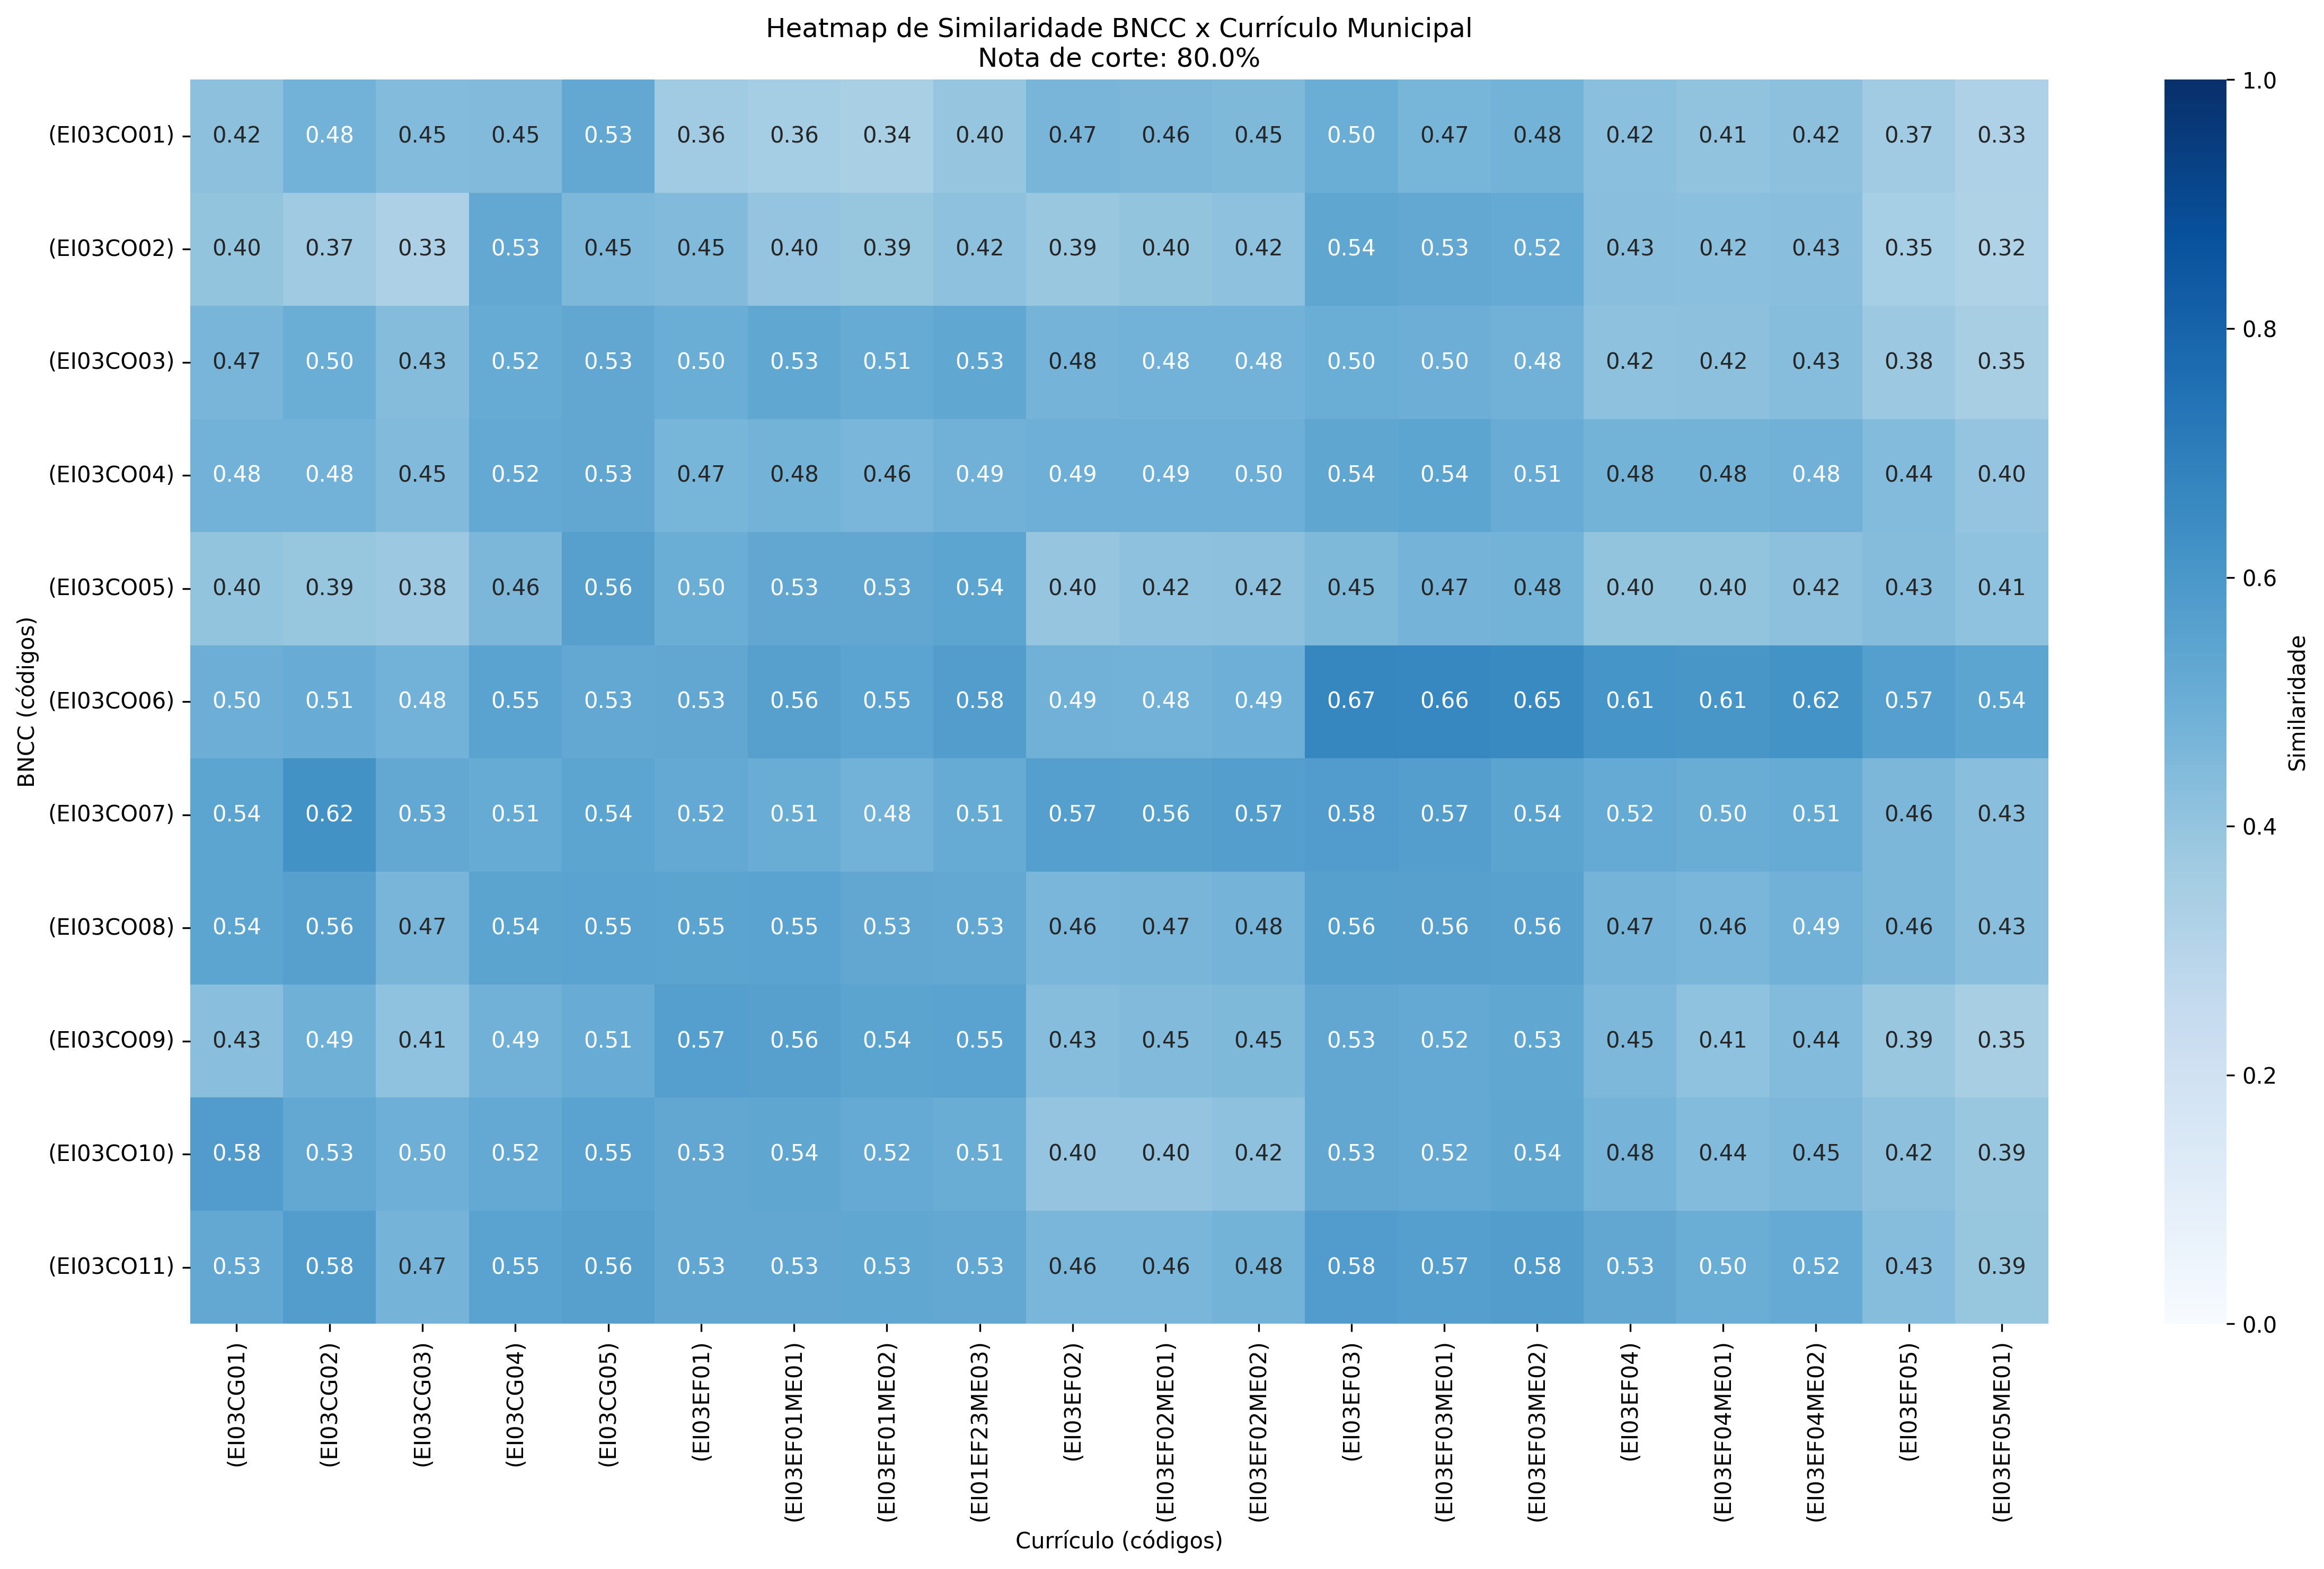 Heatmap de Similaridade BNCC x Currículo Municipal
Nota de corte: 80.0%
(EI03CO01) 0.42 0.48 0.45 0.45 0.53 0.36 0.36 0.34 0.40 0.47 0.46 0.45 0.50 0.47 0.48 0.42 0.41 0.42 0.37 0.33
(EI03CO02) 0.40 0.37 0.33 0.53 0.45 0.45 0.40 0.39 0.42 0.39 0.40 0.42 0.54 0.53 0.52 0.43 0.42 0.43 0.35 0.32
(EI03CO03) 0.47 0.50 0.43 0.52 0.53 0.50 0.53 0.51 0.53 0.48 0.48 0.48 0.50 0.50 0.48 0.42 0.42 0.43 0.38 0.35
(EI03CO04) 0.48 0.48 0.45 0.52 0.53 0.47 0.48 0.46 0.49 0.49 0.49 0.50 0.54 0.54 0.51 0.48 0.48 0.48 0.44 0.40
(EI03CO05) 0.40 0.39 0.38 0.46 0.56 0.50 0.53 0.53 0.54 0.40 0.42 0.42 0.45 0.47 0.48 0.40 0.40 0.42 0.43 0.41
(EI03CO06) 0.50 0.51 0.48 0.55 0.53 0.53 0.56 0.55 0.58 0.49 0.48 0.49 0.67 0.66 0.65 0.61 0.61 0.62 0.57 0.54
(EI03CO07) 0.54 0.62 0.53 0.51 0.54 0.52 0.51 0.48 0.51 0.57 0.56 0.57 0.58 0.57 0.54 0.52 0.50 0.51 0.46 0.43
(EI03CO08) 0.54 0.56 0.47 0.54 0.55 0.55 0.55 0.53 0.53 0.46 0.47 0.48 0.56 0.56 0.56 0.47 0.46 0.49 0.46 0.43
(EI03CO09) 0.43 0.49 0.41 0.49 0.51 0.57 0.56 0.54 0.55 0.43 0.45 0.45 0.53 0.52 0.53 0.45 0.41 0.44 0.39 0.35
(EI03CO10) 0.58 0.53 0.50 0.52 0.55 0.53 0.54 0.52 0.51 0.40 0.40 0.42 0.53 0.52 0.54 0.48 0.44 0.45 0.42 0.39
(EI03CO11) 0.53 0.58 0.47 0.55 0.56 0.53 0.53 0.53 0.53 0.46 0.46 0.48 0.58 0.57 0.58 0.53 0.50 0.52 0.43 0.39
BNCC (códigos)
(EI03CG01)
(EI03CG02)
(EI03CG03)
(EI03CG04)
(EI03CG05)
(EI03EF01)
(EI03EF01ME01)
(EI03EF01ME02)
(EI01EF23ME03)
(EI03EF02)
(EI03EF02ME01)
(EI03EF02ME02)
(EI03EF03)
(EI03EF03ME01)
(EI03EF03ME02)
(EI03EF04)
(EI03EF04ME01)
(EI03EF04ME02)
(EI03EF05)
(EI03EF05ME01)
Currículo (códigos)
1.0
0.8
0.6
0.4
0.2
0.0
Similaridade